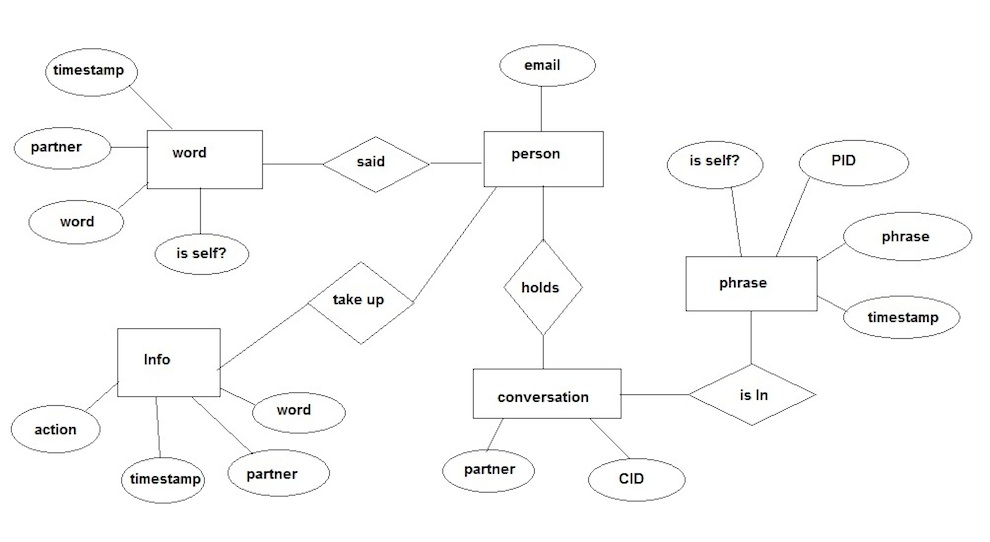 timestamp
email
partner
word
said
person
is self?
PID
word
phrase
is self?
holds
phrase
take up
timestamp
Info
conversation
is In
word
action
partner
partner
timestamp
CID